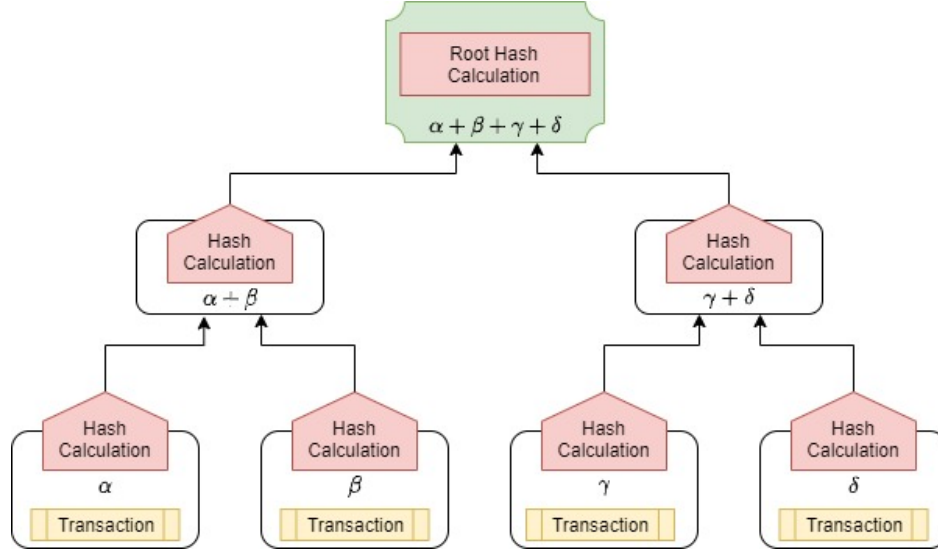 Root Hash
Calculation
α + β + γ + δ
Hash
Calculation
α + β
Hash
Calculation
γ + δ
Hash
Calculation
α
Transaction
Hash
Calculation
β
Transaction
Hash
Calculation
γ
Transaction
Hash
Calculation
δ
Transaction